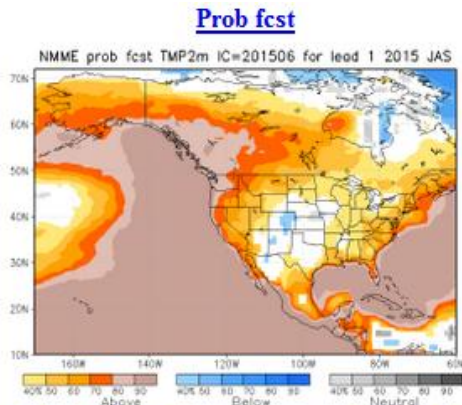 Prob fcst
NMME prob fcst TMP2m IC=201506 for lead 1 2015 JAS
70N
60N
50N
40N
30N
20N
10N
160W 140W 120W 100W 80W 60W
40% 50 60 70 80 90 40% 50 60 70 80 90 40% 50 60 70 80 90
Above Below Neutral